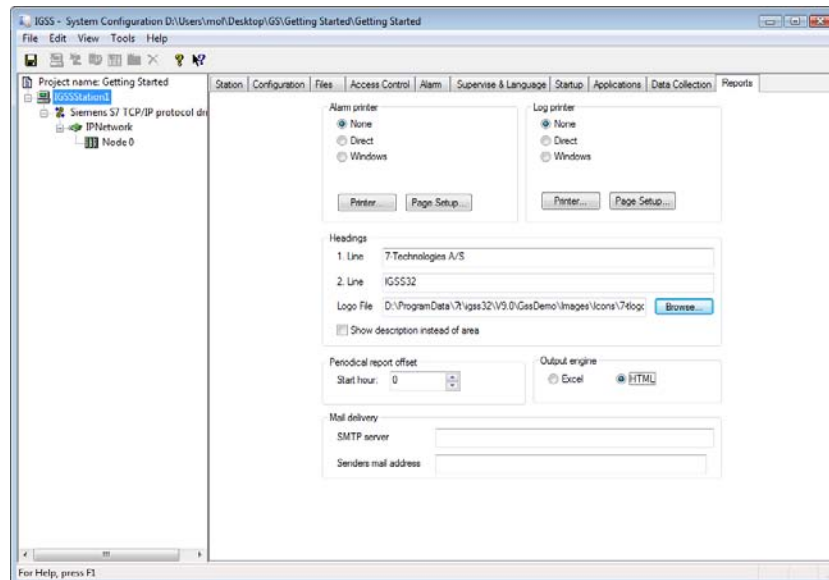 IGSS - System Configuration D:\Users\mol\Desktop\GS\Getting Started\Getting Started
File Edit View Tools Help
Project name: Getting Started
IGSSStation1
Siemens S7 TCP/IP protocol dri
IPNetwork
Node 0
Station Configuration Files Access Control Alarm Supervise & Language Startup Applications Data Collection Reports
Alarm printer
None
Direct
Windows
Printer... Page Setup...
Log printer
None
Direct
Windows
Printer... Page Setup...
Headings
1. Line 7-Technologies A/S
2. Line IGSS32
Logo File D:\ProgramData\7t\igss32\V9.0\GssDemo\Images\Icons\7-tlogo
Browse...
Show description instead of area
Periodical report offset
Start hour: 0
Output engine
Excel HTML
Mail delivery
SMTP server
Senders mail address
For Help, press F1